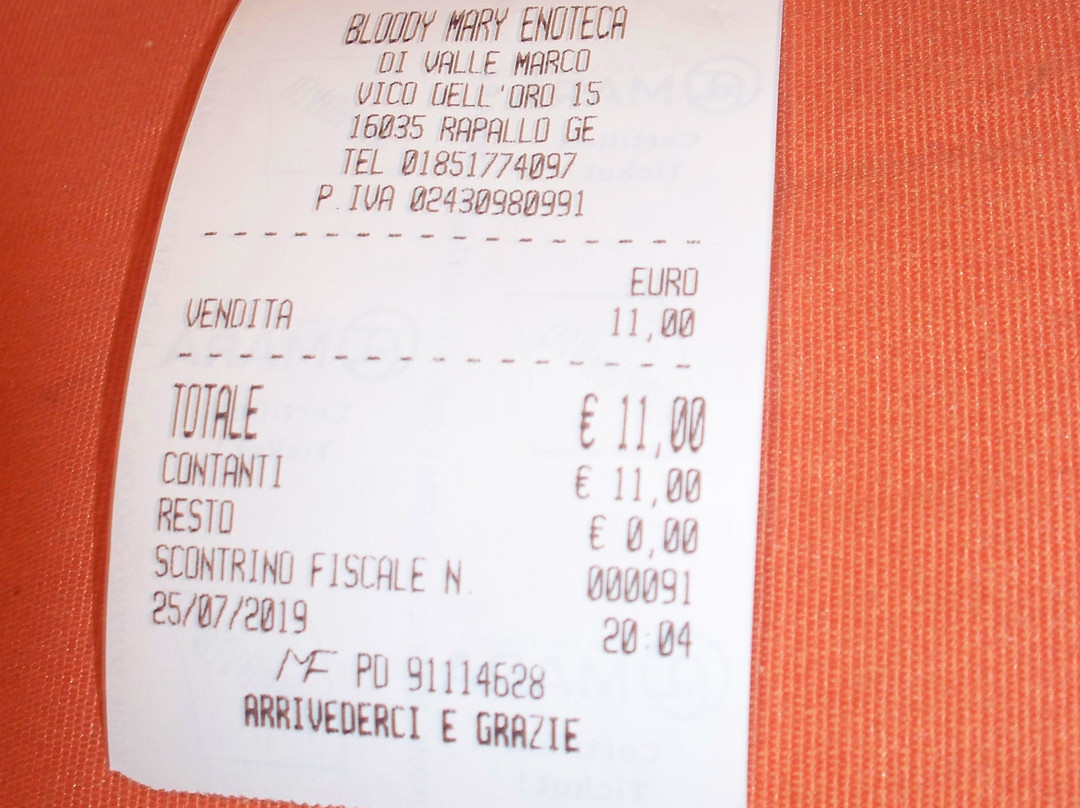 BLOODY MARY ENOTECA
DI VALLE MARCO
VICO DELL'ORO 15
16035 RAPALLO GE
TEL 01851774097
P.IVA 02430980991
EURO
VENDITA 11,00
TOTALE € 11,00
CONTANTI € 11,00
RESTO € 0,00
SCONTRINO FISCALE N. 000091
25/07/2019 20:04
MF PD 91114628
ARRIVEDERCI E GRAZIE